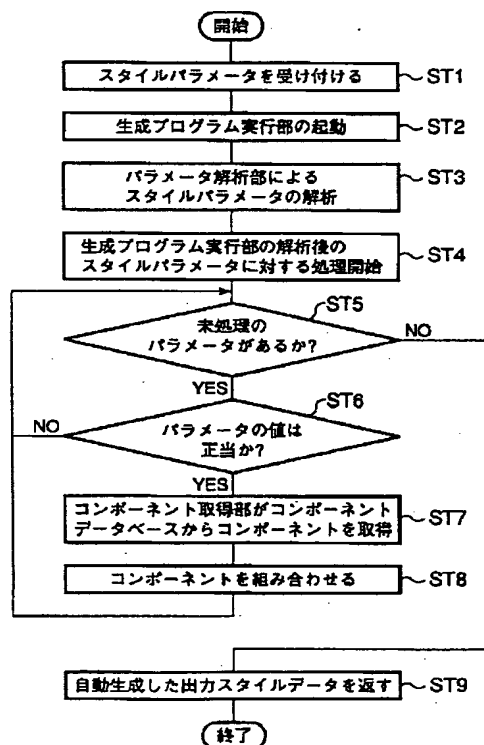 開始
スタイルパラメータを受け付ける
ST1
生成プログラム実行部の起動
ST2
パラメータ解析部による
スタイルパラメータの解析
ST3
生成プログラム実行部の解析後の
スタイルパラメータに対する処理開始
ST4
ST5
未処理の
パラメータがあるか?
NO
YES
ST6
NO
パラメータの値は
正当か?
YES
コンポーネント取得部がコンポーネント
データベースからコンポーネントを取得
ST7
コンポーネントを組み合わせる
ST8
自動生成した出力スタイルデータを返す
ST9
終了